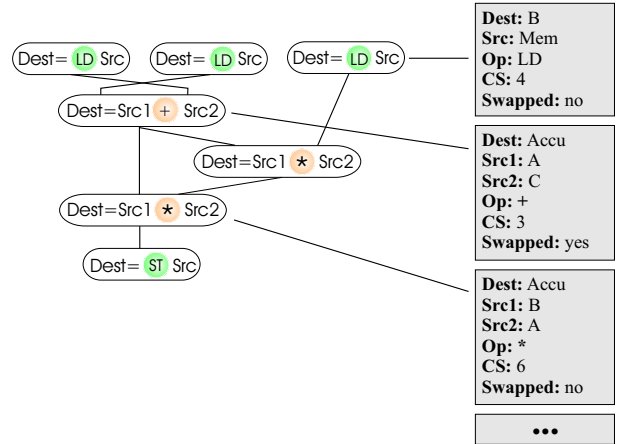 Dest= LD Src
Dest= LD Src
Dest= LD Src
Dest=Src1 + Src2
Dest=Src1 * Src2
Dest=Src1 * Src2
Dest= ST Src
Dest: B
Src: Mem
Op: LD
CS: 4
Swapped: no
Dest: Accu
Src1: A
Src2: C
Op: +
CS: 3
Swapped: yes
Dest: Accu
Src1: B
Src2: A
Op: *
CS: 6
Swapped: no
•••